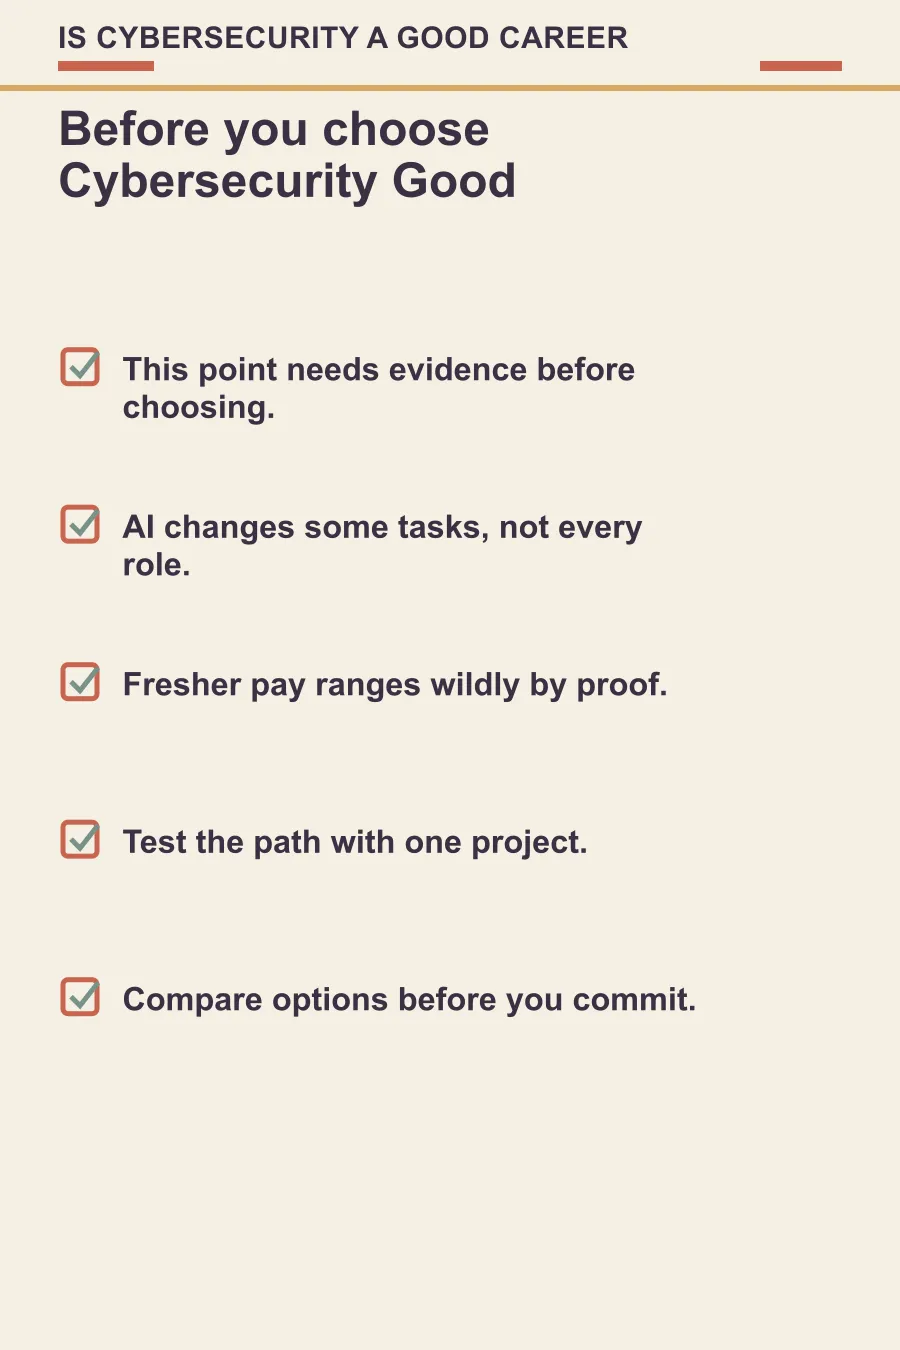 IS CYBERSECURITY A GOOD CAREER
Before you choose
Cybersecurity Good
This point needs evidence before
choosing.
AI changes some tasks, not every
role.
Fresher pay ranges wildly by proof.
Test the path with one project.
Compare options before you commit.